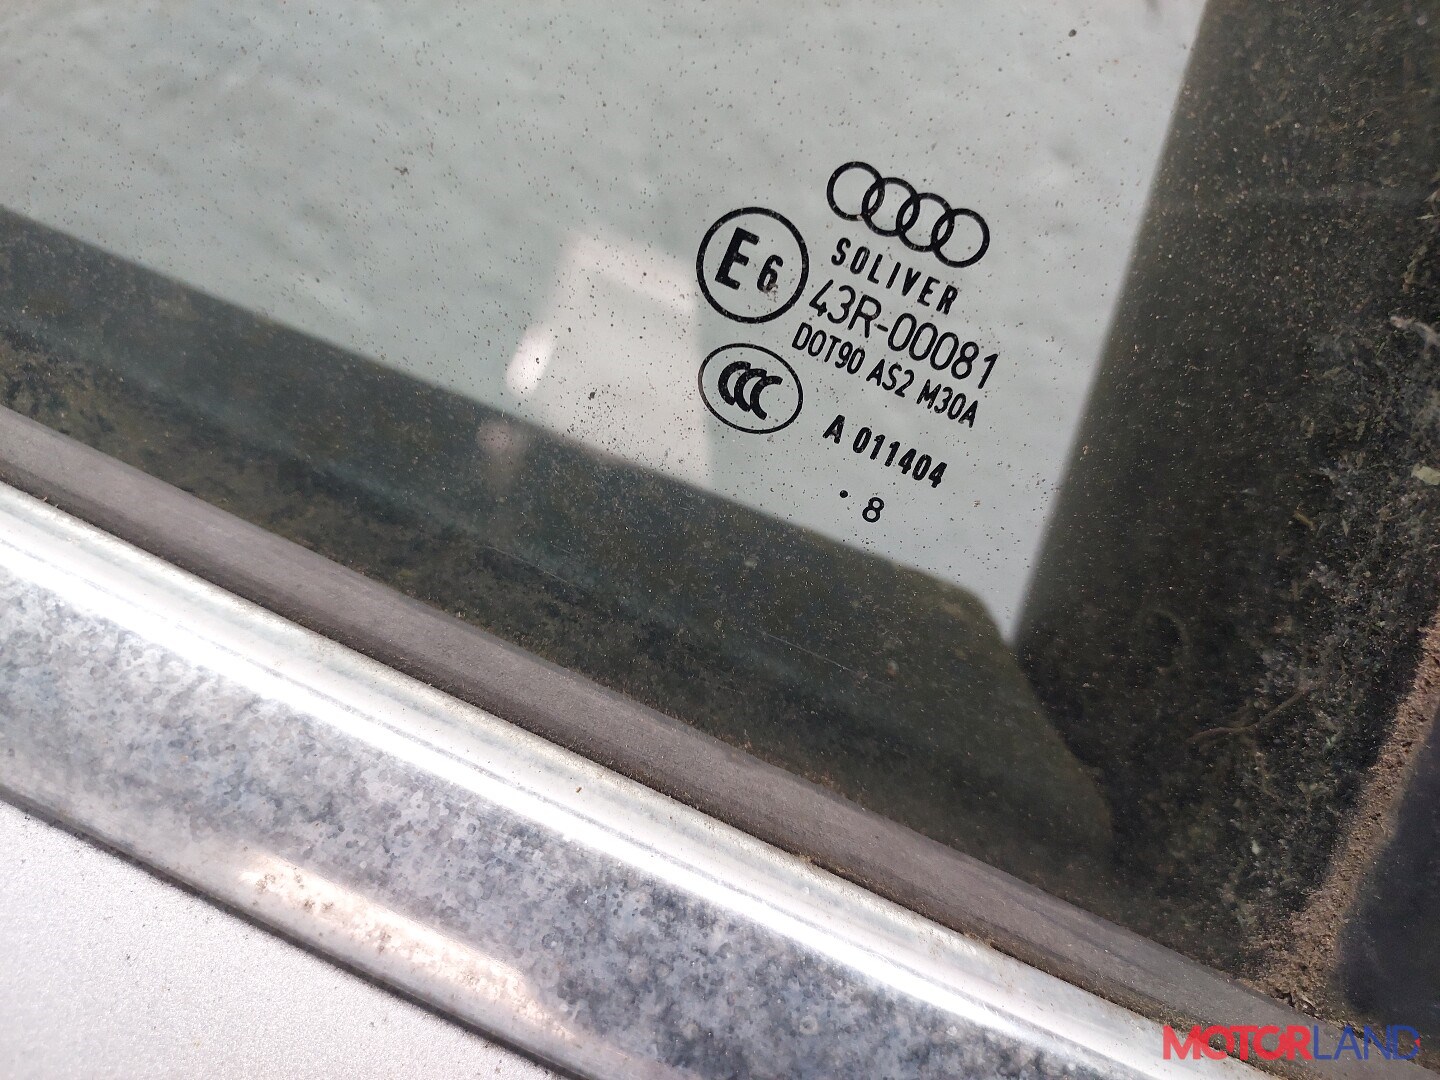 SOLIVER
E6
43R-00081
DOT90 AS2 M30A
CCC
A 011404
. 8
MOTORLAND